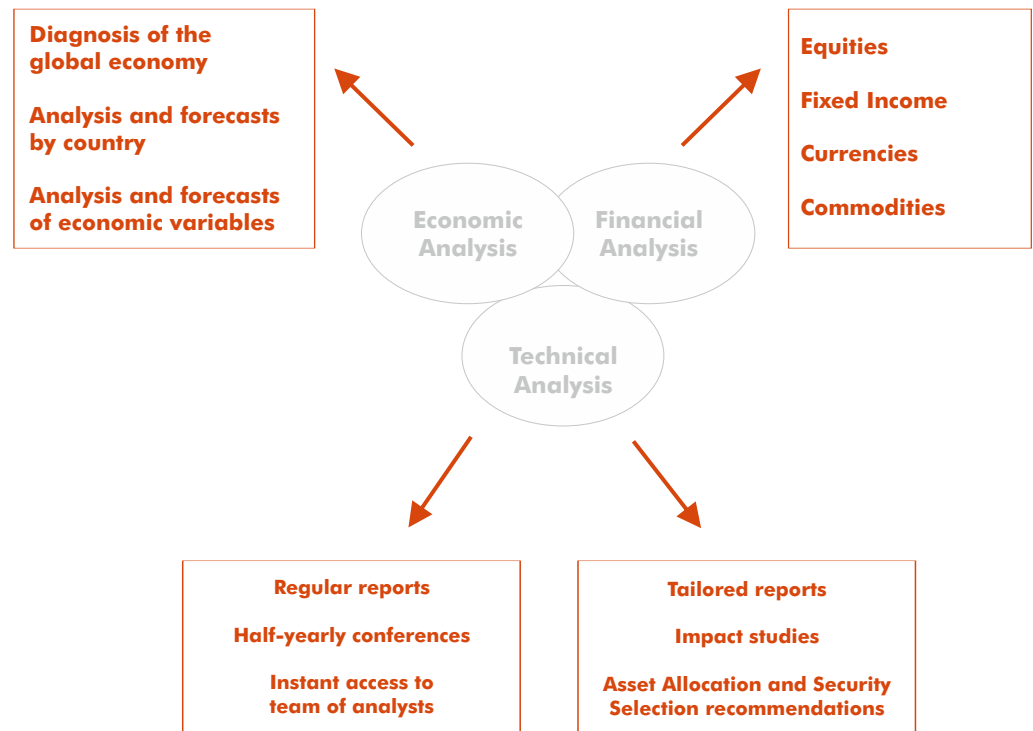 Diagnosis of the
global economy
Analysis and forecasts
by country
Analysis and forecasts
of economic variables
Equities
Fixed Income
Currencies
Commodities
Economic
Analysis
Financial
Analysis
Technical
Analysis
Regular reports
Half-yearly conferences
Instant access to
team of analysts
Tailored reports
Impact studies
Asset Allocation and Security
Selection recommendations